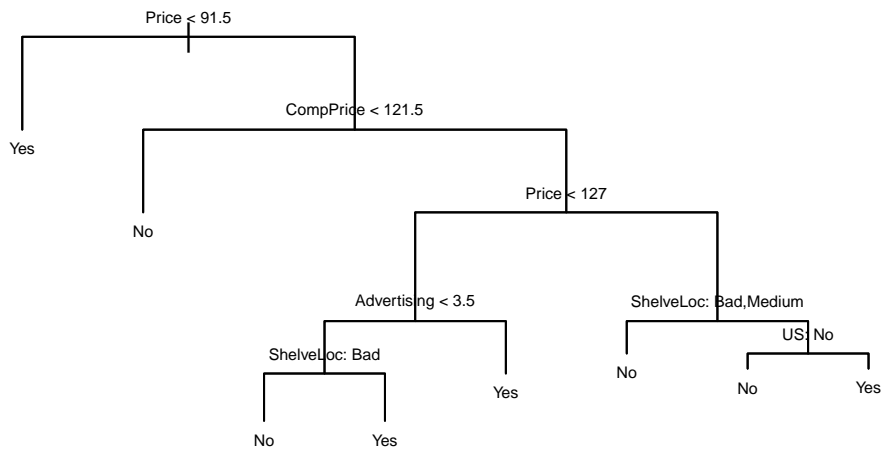 Price < 91.5
CompPrice < 121.5
Yes
Price < 127
No
Advertising < 3.5
ShelveLoc: Bad,Medium
US: No
ShelveLoc: Bad
No
No
Yes
Yes
No
Yes